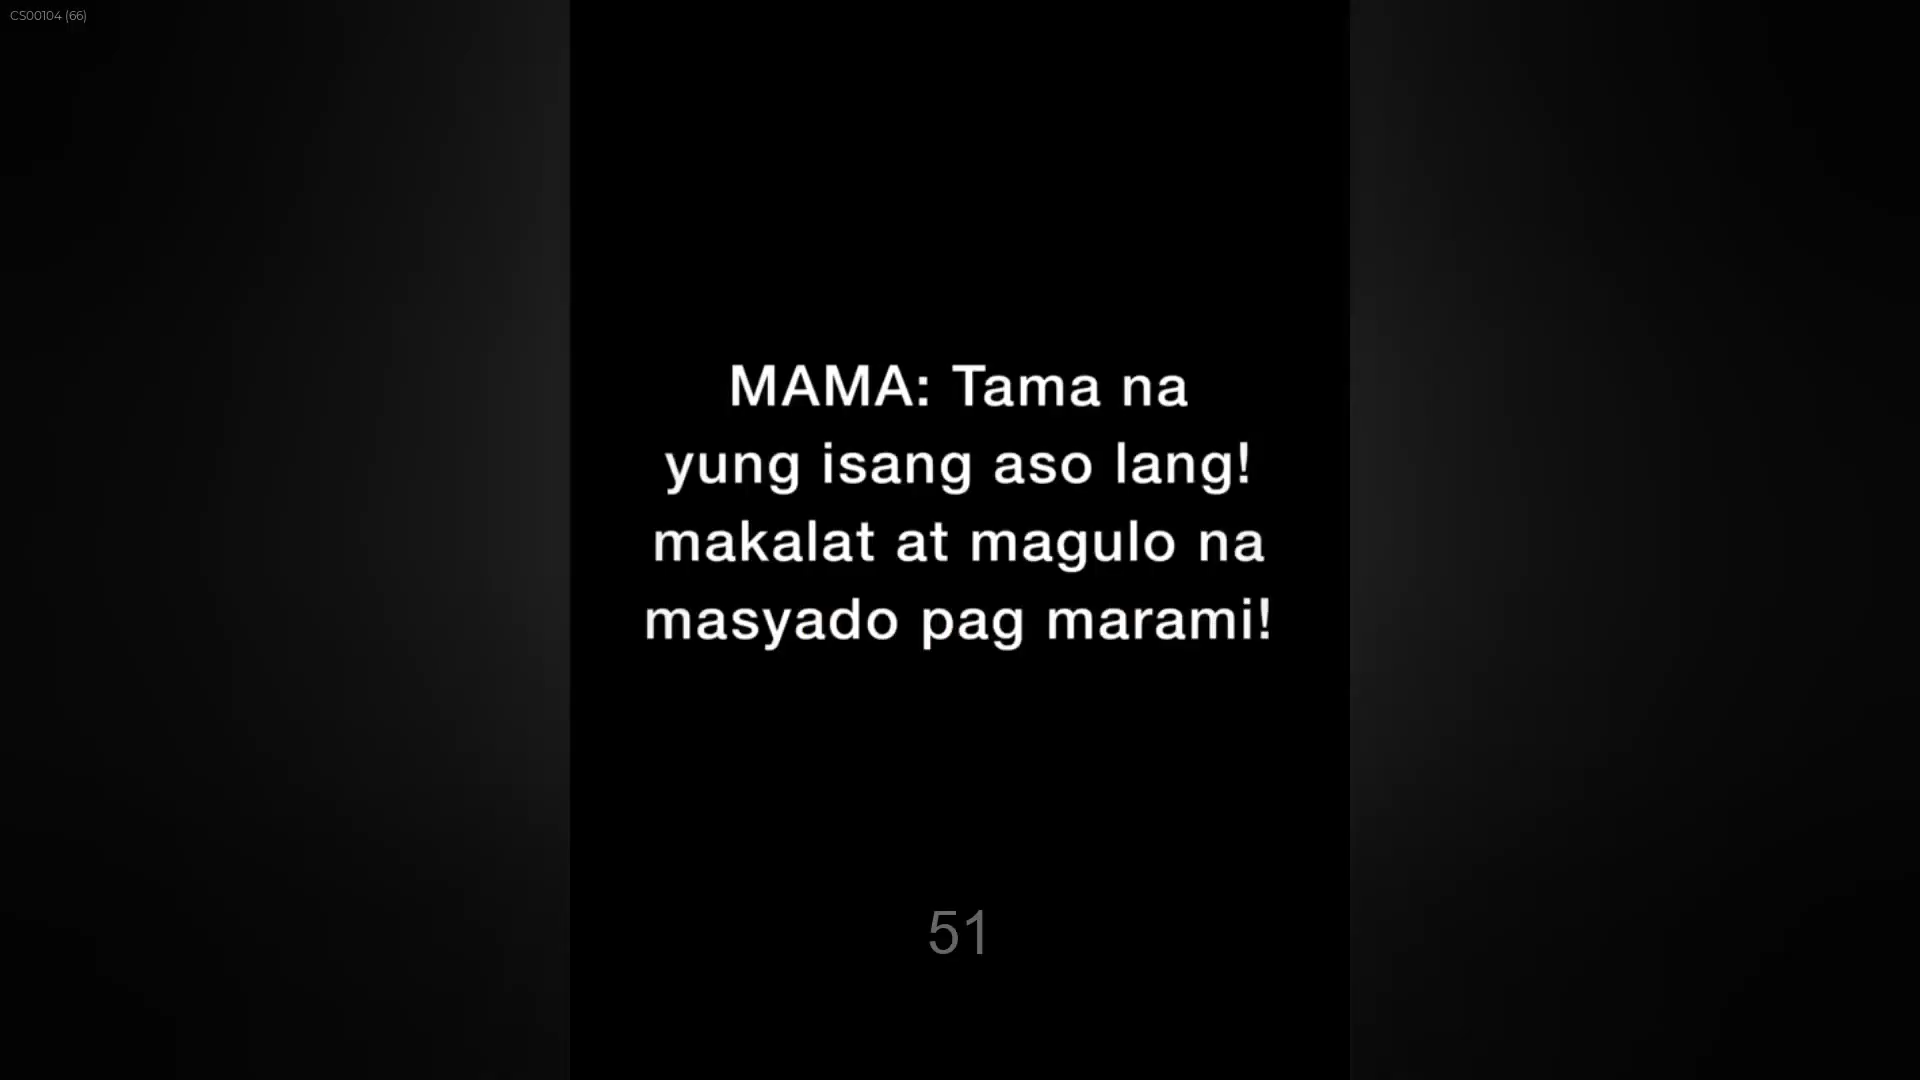 CS00104 (66)
MAMA: Tama na
yung isang aso lang!
makalat at magulo na
masyado pag marami!
51